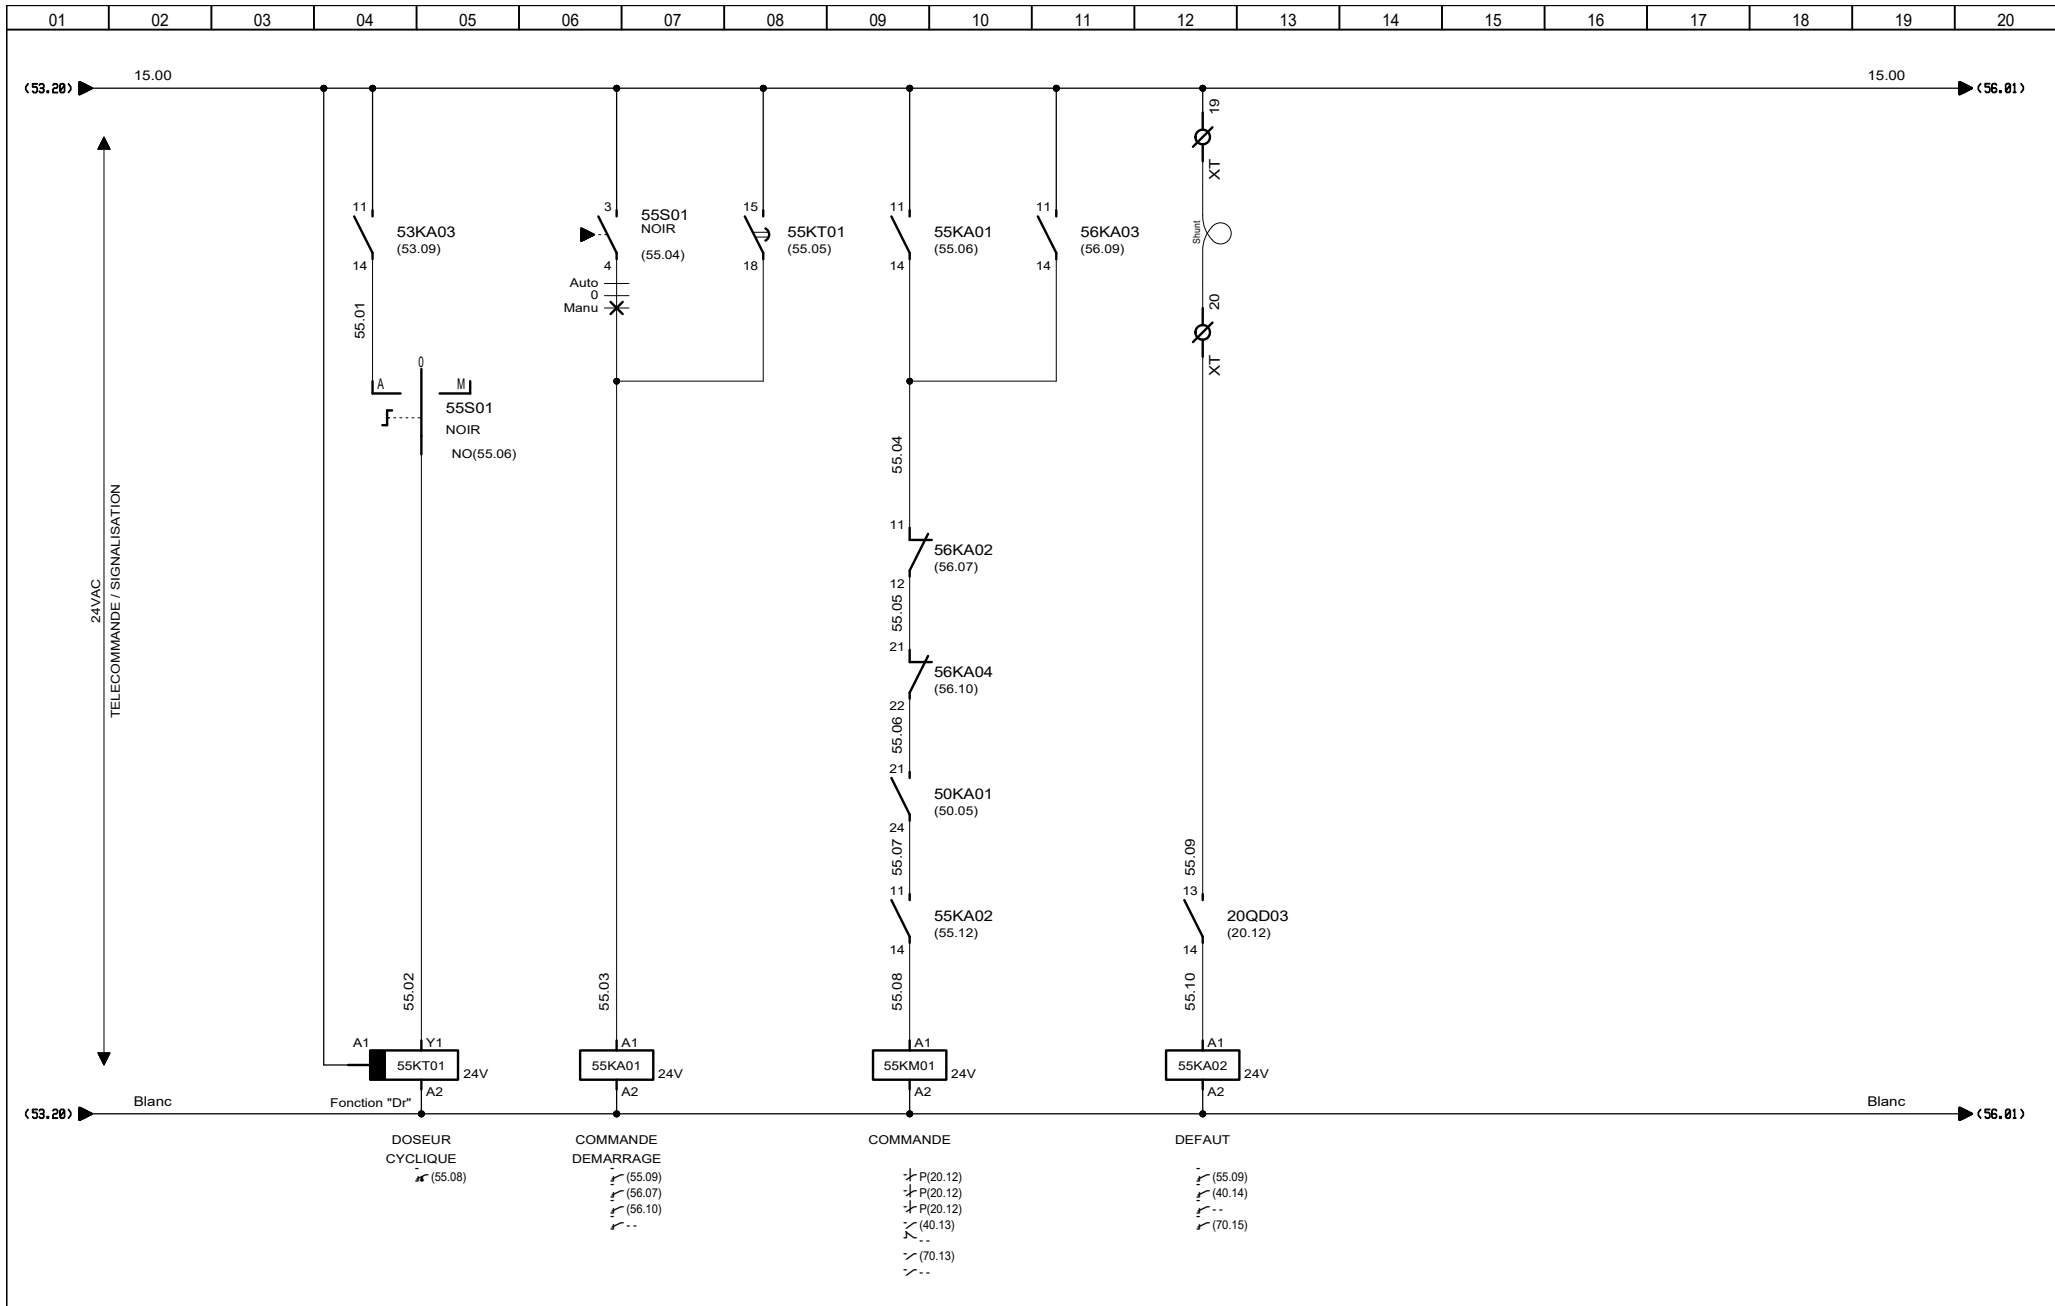 01 02 03 04 05 06 07 08 09 10 11 12 13 14 15 16 17 18 19 20
15.00 15.00
(53.20) (56.01)
19
XT
11 53KA03
(53.09)
14
55.01
3 55S01
NOIR
(55.04)
4
Auto
0
Manu
15 55KT01
(55.05)
18
11 55KA01
(55.06)
14
11 56KA03
(56.09)
14
Shunt
20
XT
0
A M
55S01
NOIR
NO(55.06)
24VAC
TELECOMMANDE / SIGNALISATION
55.04
11
56KA02
(56.07)
12
55.05
21
56KA04
(56.10)
22
55.06
21
50KA01
(50.05)
24
55.07
11
55KA02
(55.12)
14
55.09
13
20QD03
(20.12)
14
55.02 55.03 55.08 55.10
A1 Y1 A1 A1 A1
55KT01 24V 55KA01 24V 55KM01 24V 55KA02 24V
A2 A2 A2 A2
Blanc Fonction "Dr" Blanc
(53.20) (56.01)
DOSEUR
CYCLIQUE
(55.08)
COMMANDE
DEMARRAGE
(55.09)
(56.07)
(56.10)
--
COMMANDE
P(20.12)
P(20.12)
P(20.12)
(40.13)
--
(70.13)
--
DEFAUT
(55.09)
(40.14)
--
(70.15)